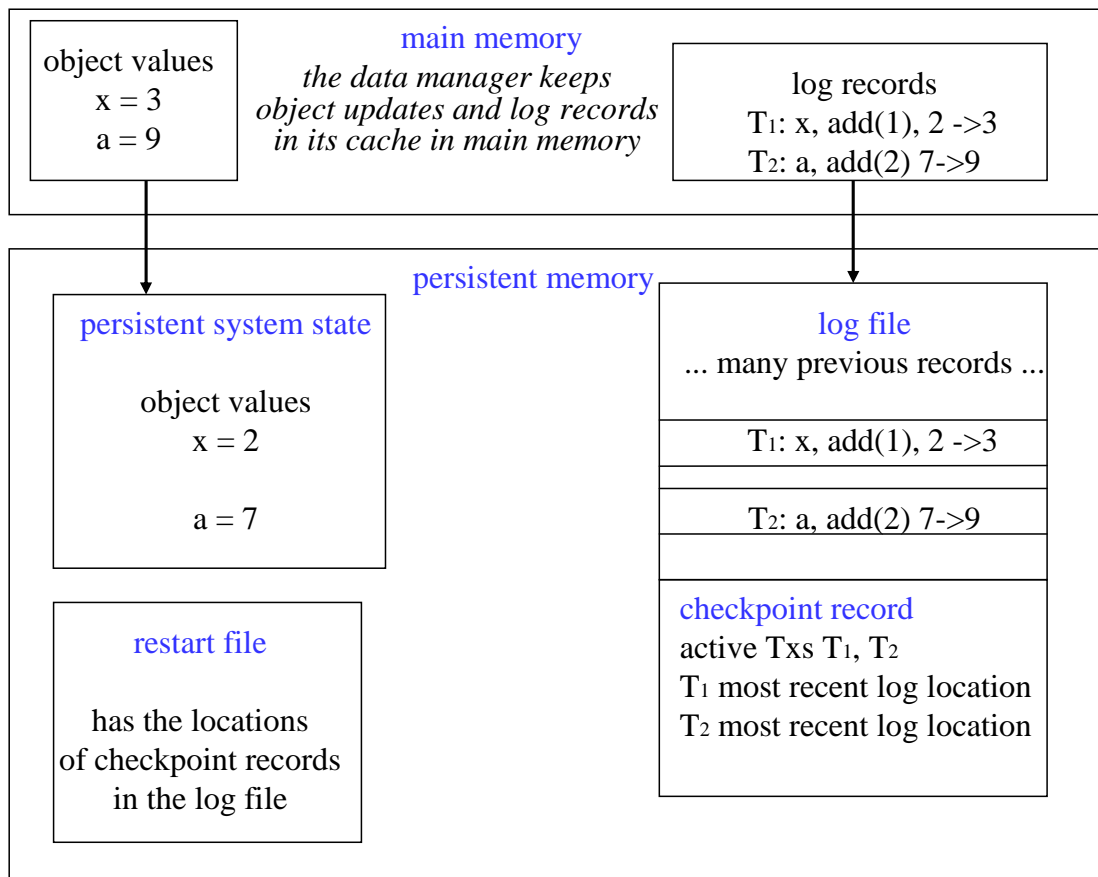 main memory
object values
x = 3
a = 9
the data manager keeps
object updates and log records
in its cache in main memory
log records
T1: x, add(1), 2 ->3
T2: a, add(2) 7->9
persistent memory
persistent system state
object values
x = 2
a = 7
log file
... many previous records ...
T1: x, add(1), 2 ->3
T2: a, add(2) 7->9
checkpoint record
active Txs T1, T2
T1 most recent log location
T2 most recent log location
restart file
has the locations
of checkpoint records
in the log file